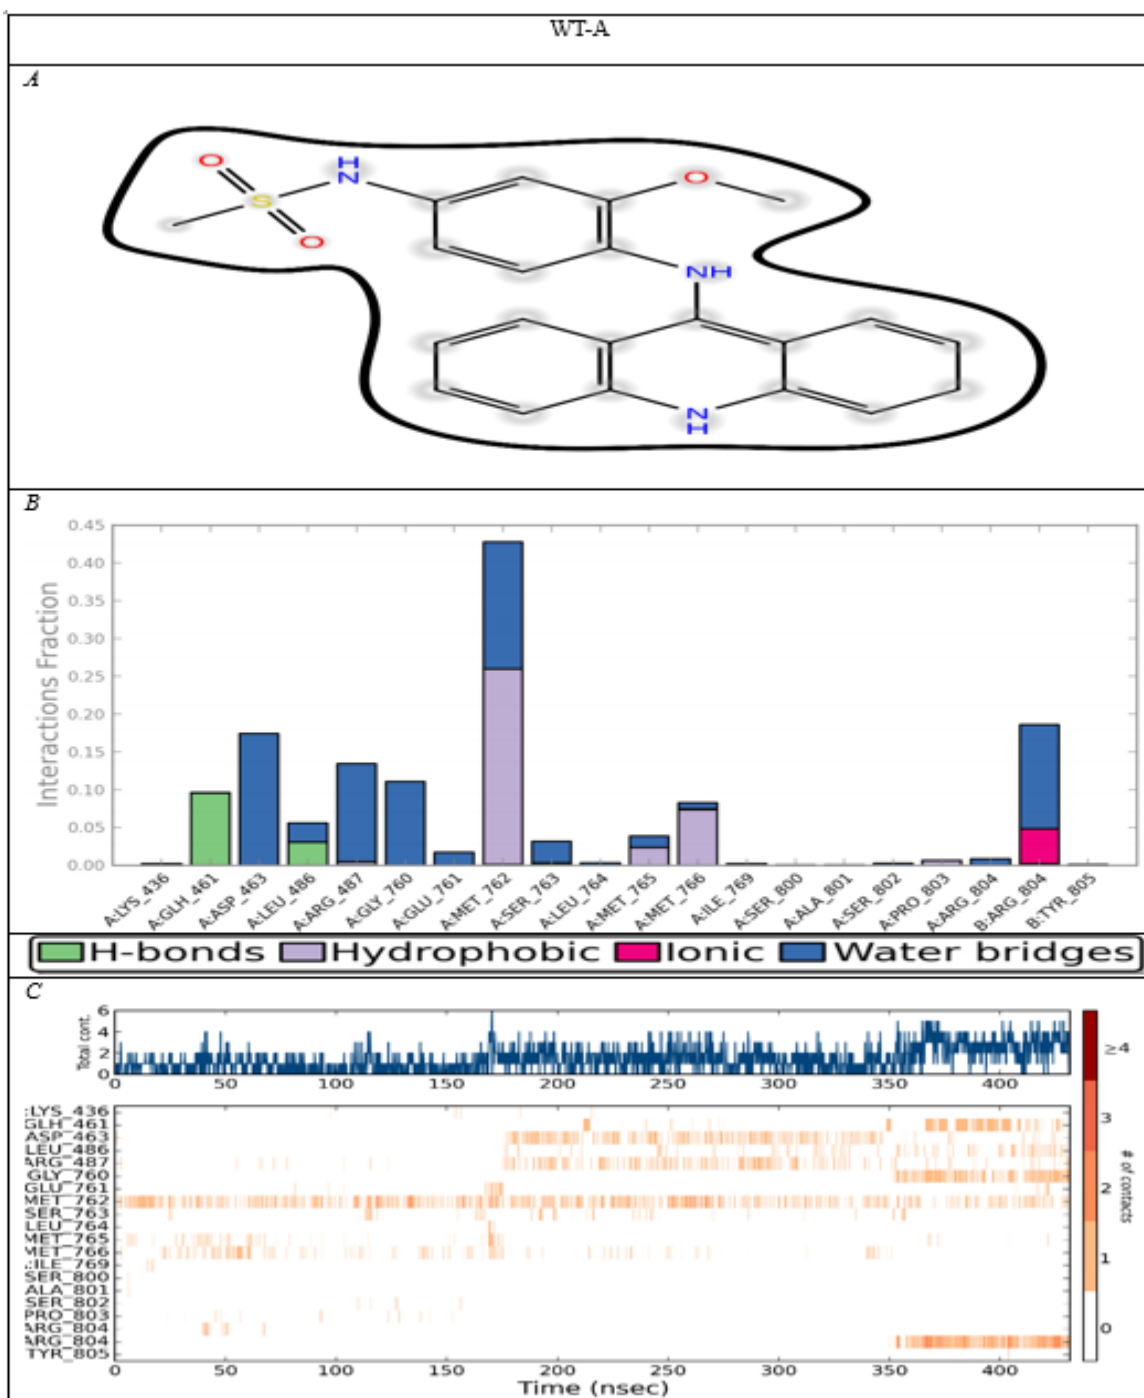 WT-A
A
O
H
N
S
O
O
NH
N
H
B
Interactions Fraction
0.45
0.40
0.35
0.30
0.25
0.20
0.15
0.10
0.05
0.00
A:LYS_436
A:GLH_461
A:ASP_463
A:LEU_486
A:ARG_487
A:GLY_760
A:GLU_761
A:MET_762
A:SER_763
A:LEU_764
A:MET_765
A:MET_766
A:ILE_769
A:SER_800
A:ALA_801
A:SER_802
A:PRO_803
A:ARG_804
B:ARG_804
B:TYR_805
H-bonds Hydrophobic Ionic Water bridges
C
Total cont.
6
4
2
0
0 50 100 150 200 250 300 350 400
:LYS_436
GLH_461
ASP_463
LEU_486
ARG_487
GLY_760
GLU_761
MET_762
SER_763
LEU_764
MET_765
MET_766
:ILE_769
SER_800
ALA_801
SER_802
PRO_803
ARG_804
ARG_804
TYR_805
0 50 100 150 200 250 300 350 400
Time (nsec)
≥4
3
2
1
0
# of contacts